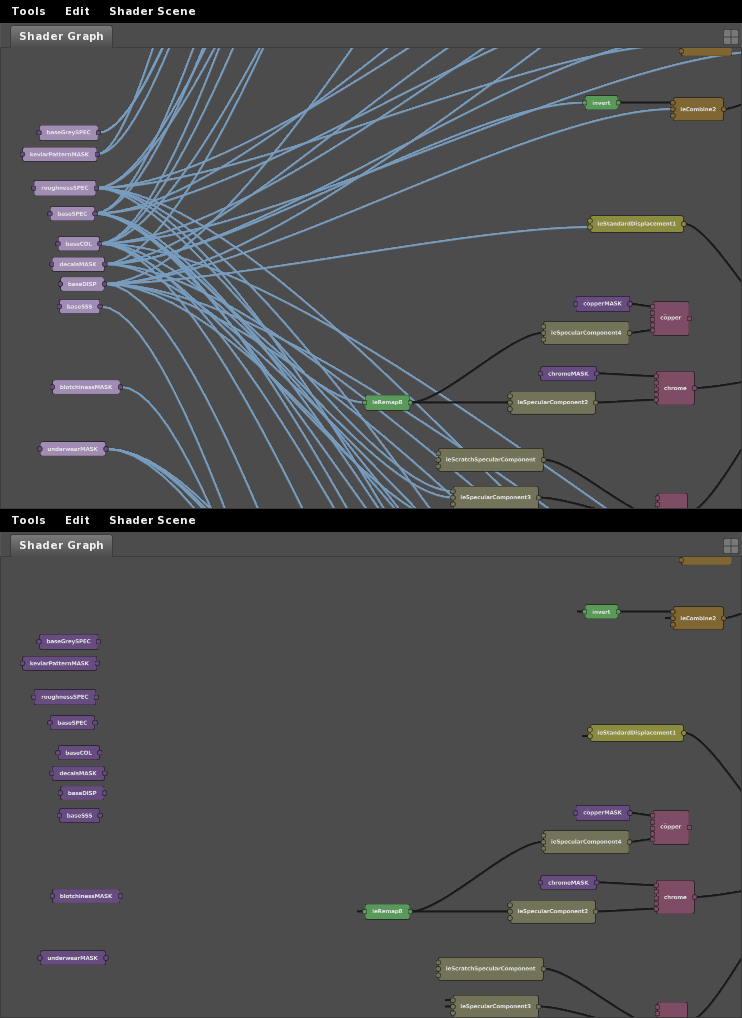 Tools Edit Shader Scene
Shader Graph
invert
ieCombine2
baseGreySPEC
kevlarPatternMASK
roughnessSPEC
baseSPEC
ieStandardDisplacement1
baseCOL
decalsMASK
baseDISP
baseSSS
copperMASK
copper
ieSpecularComponent4
chromeMASK
blotchinessMASK
chrome
ieRemap8
ieSpecularComponent2
underwearMASK
ieScratchSpecularComponent
ieSpecularComponent3
Tools Edit Shader Scene
Shader Graph
invert
ieCombine2
baseGreySPEC
kevlarPatternMASK
roughnessSPEC
baseSPEC
ieStandardDisplacement1
baseCOL
decalsMASK
baseDISP
baseSSS
copperMASK
copper
ieSpecularComponent4
chromeMASK
blotchinessMASK
chrome
ieRemap8
ieSpecularComponent2
underwearMASK
ieScratchSpecularComponent
ieSpecularComponent3